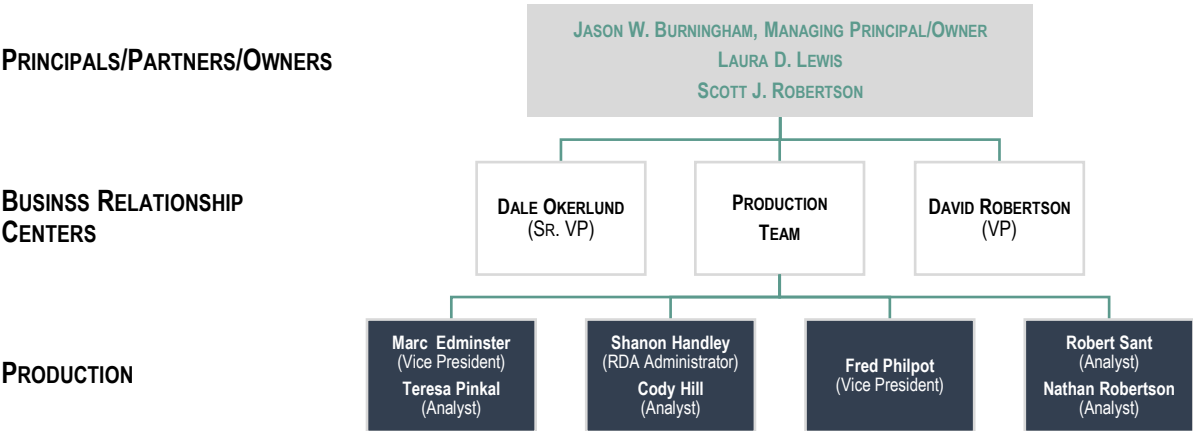 PRINCIPALS/PARTNERS/OWNERS
JASON W. BURNINGHAM, MANAGING PRINCIPAL/OWNER
LAURA D. LEWIS
SCOTT J. ROBERTSON
BUSINSS RELATIONSHIP
CENTERS
DALE OKERLUND
(SR. VP)
PRODUCTION
TEAM
DAVID ROBERTSON
(VP)
PRODUCTION
Marc Edminster
(Vice President)
Teresa Pinkal
(Analyst)
Shanon Handley
(RDA Administrator)
Cody Hill
(Analyst)
Fred Philpot
(Vice President)
Robert Sant
(Analyst)
Nathan Robertson
(Analyst)